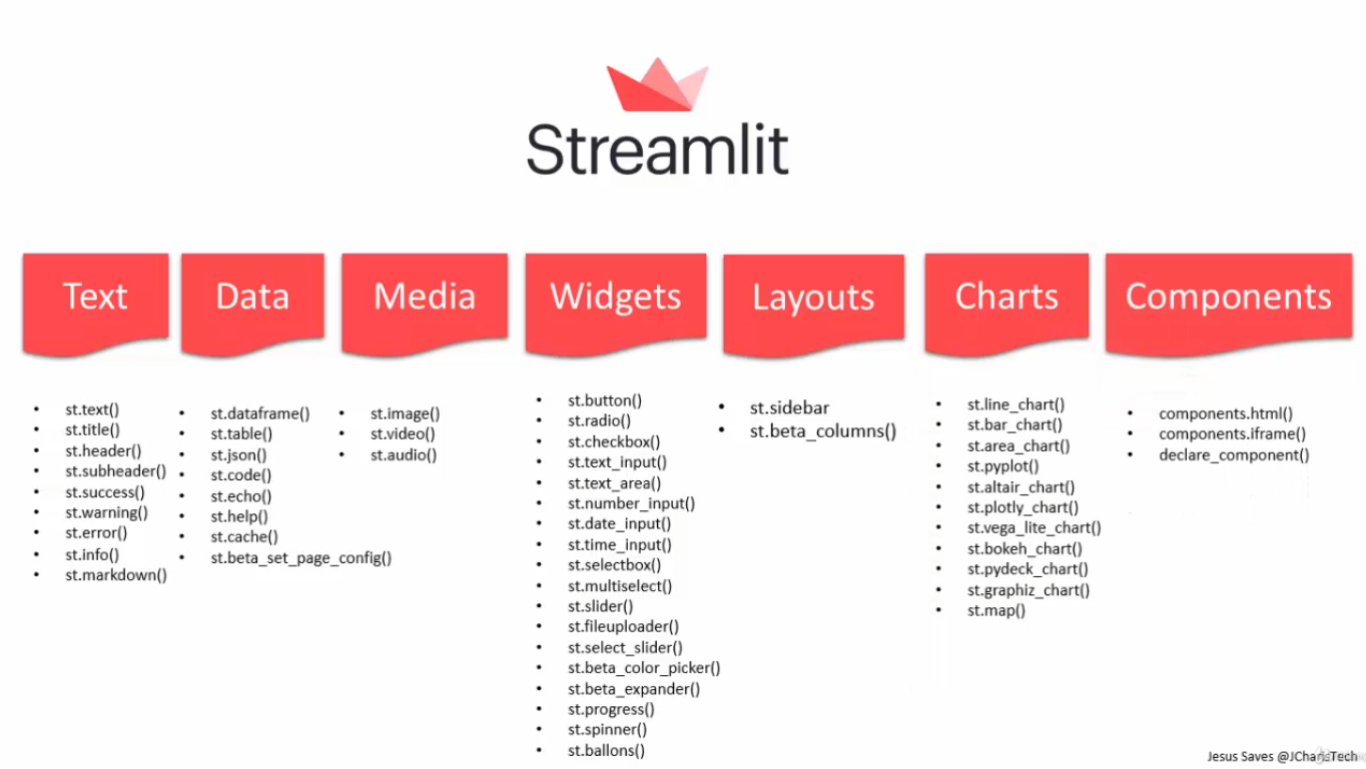 Streamlit
Text
st.text()
st.title()
st.header()
st.subheader()
st.success()
st.warning()
st.error()
st.info()
st.markdown()
Data
st.dataframe()
st.table()
st.json()
st.code()
st.echo()
st.help()
st.cache()
st.beta_set_page_config()
Media
st.image()
st.video()
st.audio()
Widgets
st.button()
st.radio()
st.checkbox()
st.text_input()
st.text_area()
st.number_input()
st.date_input()
st.time_input()
st.selectbox()
st.multiselect()
st.slider()
st.fileuploader()
st.select_slider()
st.beta_color_picker()
st.beta_expander()
st.progress()
st.spinner()
st.ballons()
Layouts
st.sidebar
st.beta_columns()
Charts
st.line_chart()
st.bar_chart()
st.area_chart()
st.pyplot()
st.altair_chart()
st.plotly_chart()
st.vega_lite_chart()
st.bokeh_chart()
st.pydeck_chart()
st.graphiz_chart()
st.map()
Components
components.html()
components.iframe()
declare_component()
Jesus Saves @JCharisTech